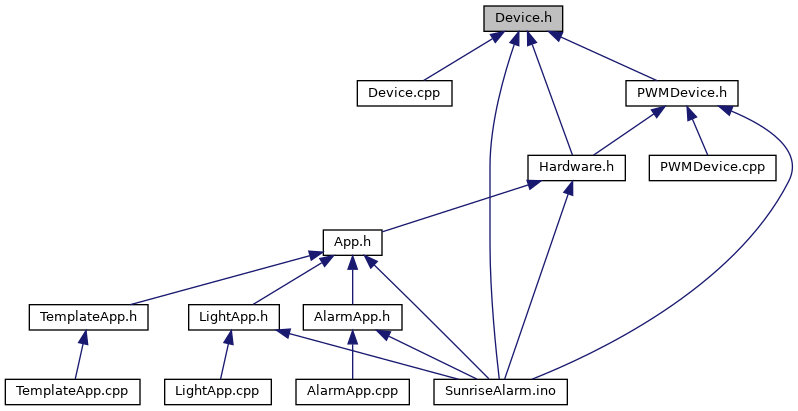 Device.h
Device.cpp
PWMDevice.h
Hardware.h
PWMDevice.cpp
App.h
TemplateApp.h
LightApp.h
AlarmApp.h
TemplateApp.cpp
LightApp.cpp
AlarmApp.cpp
SunriseAlarm.ino